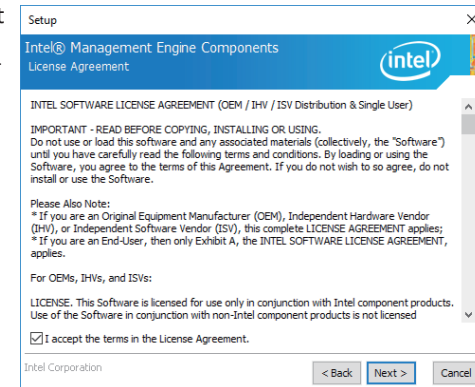 t
Setup
Intel® Management Engine Components
License Agreement
intel
INTEL SOFTWARE LICENSE AGREEMENT (OEM / IHV / ISV Distribution & Single User)
IMPORTANT - READ BEFORE COPYING, INSTALLING OR USING.
Do not use or load this software and any associated materials (collectively, the "Software")
until you have carefully read the following terms and conditions. By loading or using the
Software, you agree to the terms of this Agreement. If you do not wish to so agree, do not
install or use the Software.
Please Also Note:
* If you are an Original Equipment Manufacturer (OEM), Independent Hardware Vendor
(IHV), or Independent Software Vendor (ISV), this complete LICENSE AGREEMENT applies;
* If you are an End-User, then only Exhibit A, the INTEL SOFTWARE LICENSE AGREEMENT,
applies.
For OEMs, IHVs, and ISVs:
LICENSE. This Software is licensed for use only in conjunction with Intel component products.
Use of the Software in conjunction with non-Intel component products is not licensed
I accept the terms in the License Agreement.
Intel Corporation
< Back Next > Cancel